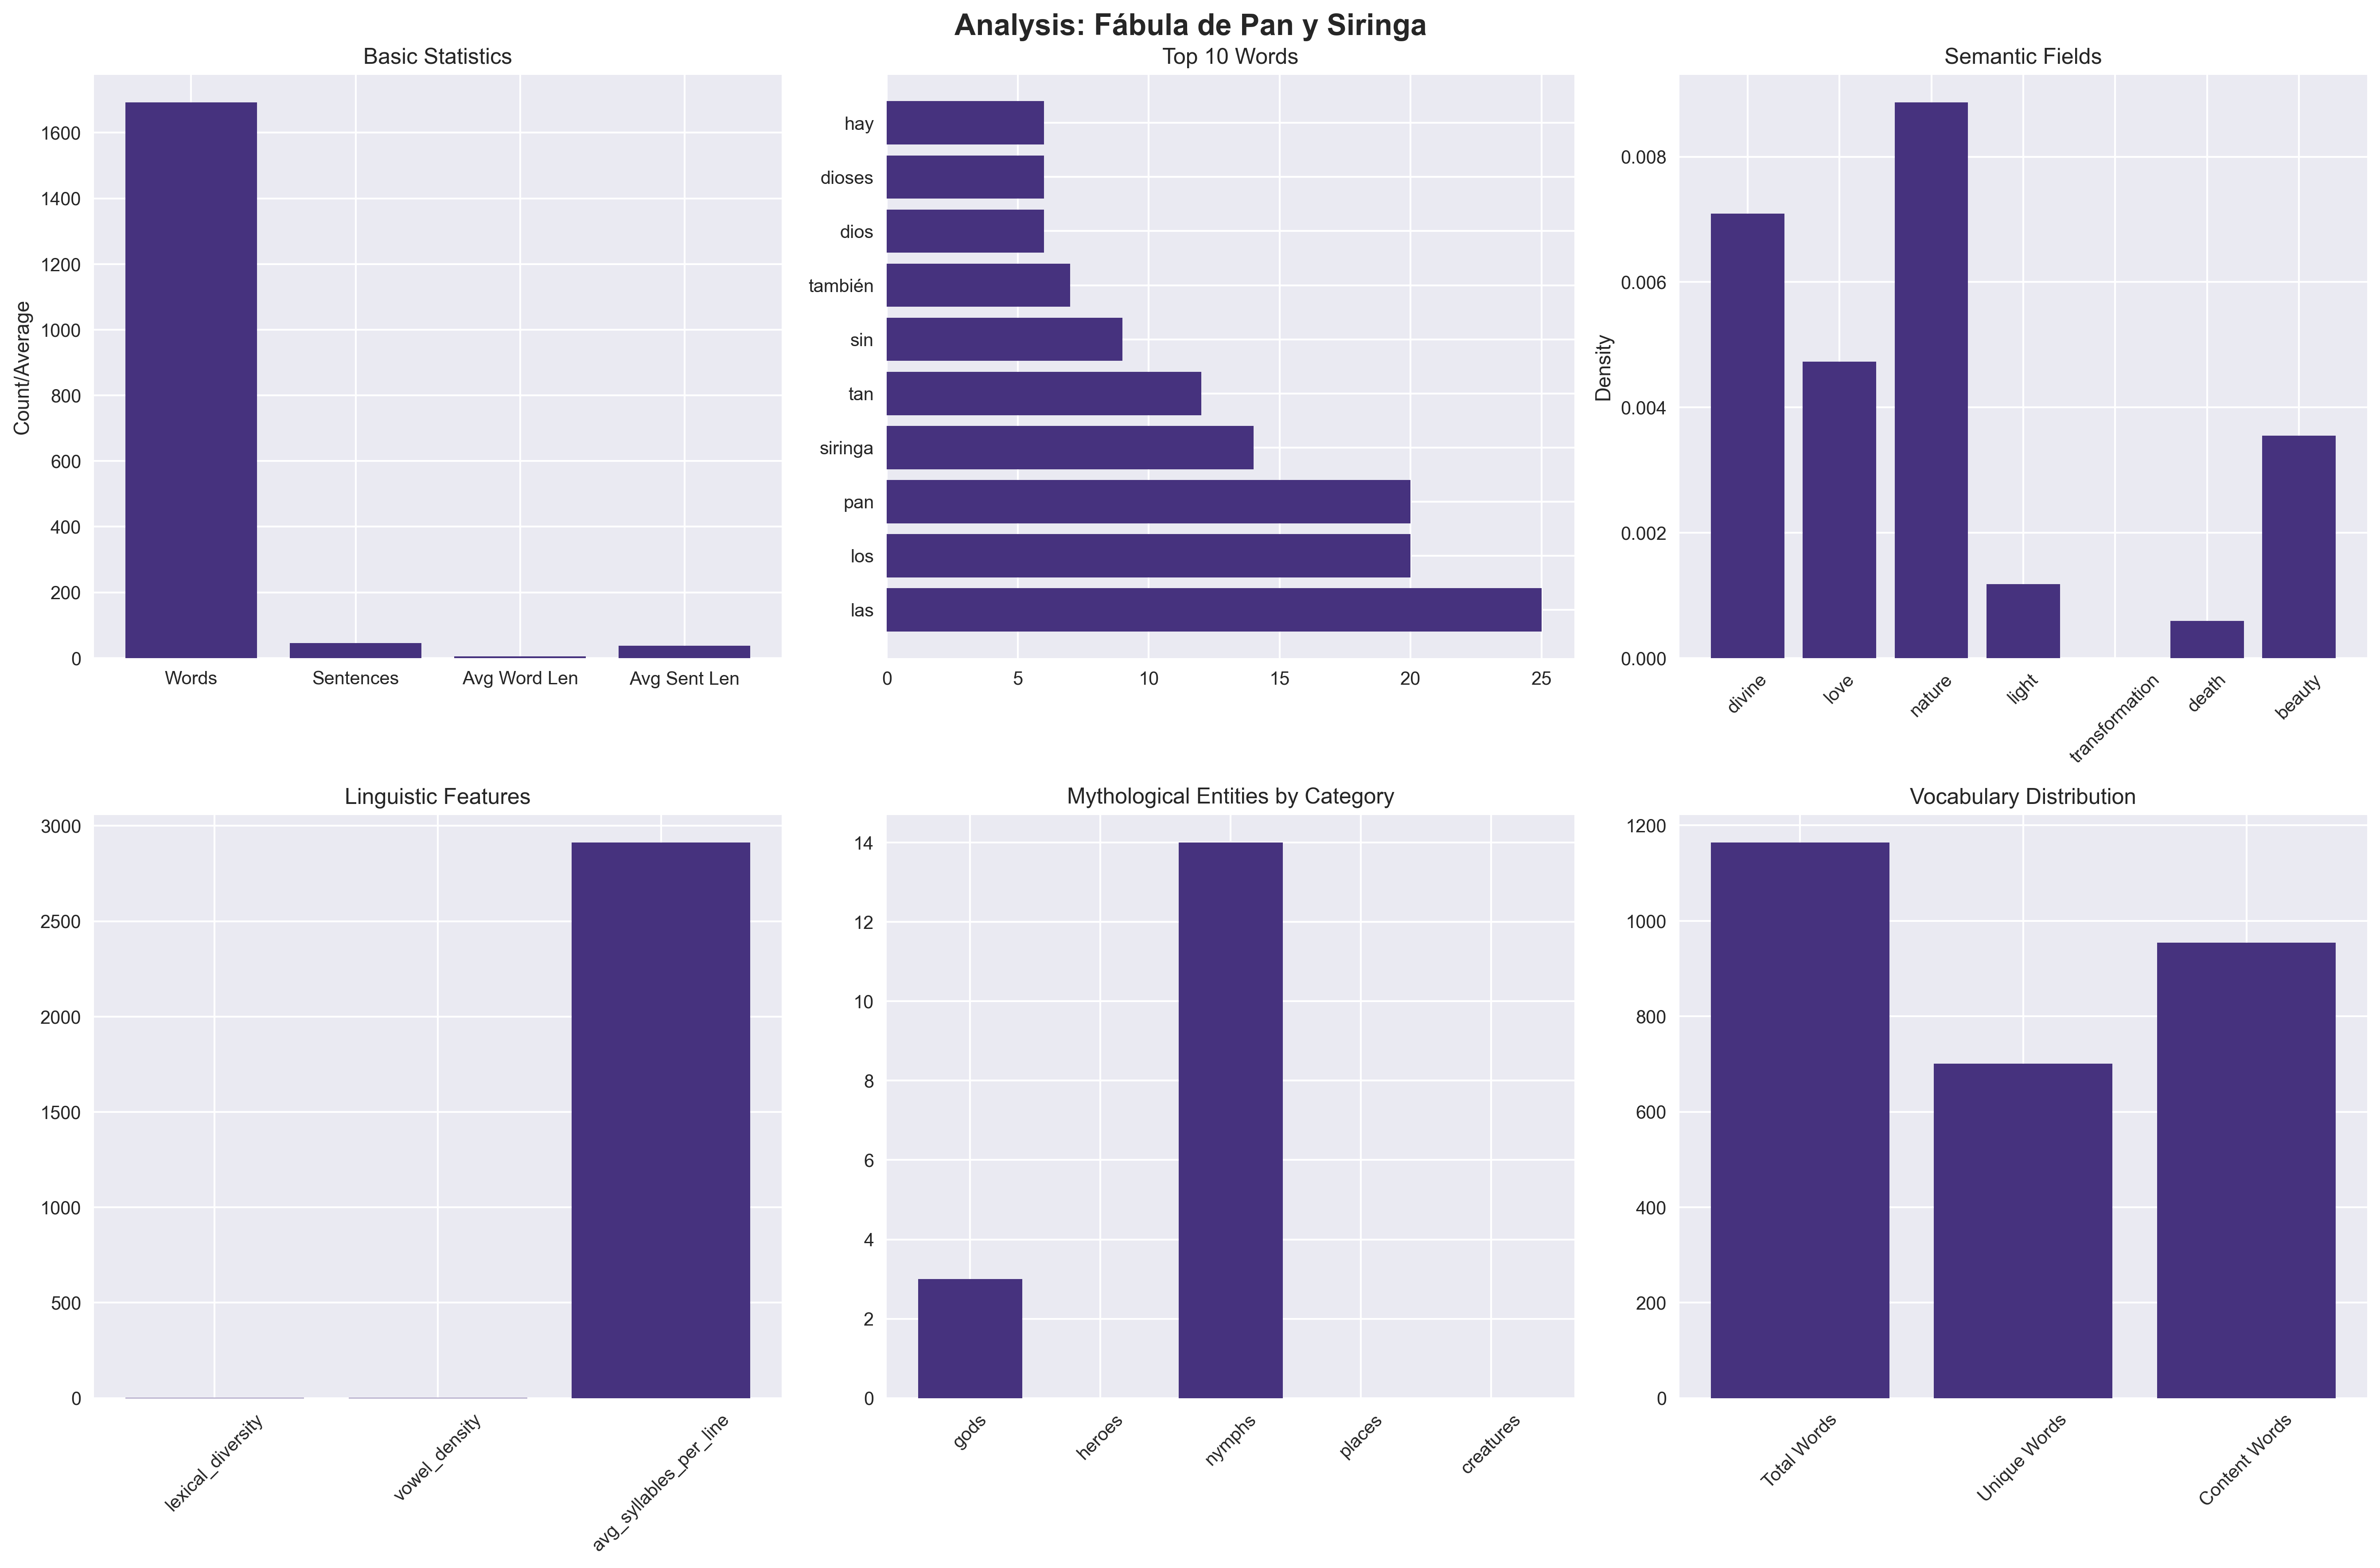 Analysis: Fábula de Pan y Siringa
Basic Statistics
Count/Average
1600
1400
1200
1000
800
600
400
200
0
Words Sentences Avg Word Len Avg Sent Len
Top 10 Words
hay
dioses
dios
también
sin
tan
siringa
pan
los
las
0 5 10 15 20 25
Semantic Fields
Density
0.008
0.006
0.004
0.002
0.000
divine love nature light transformation death beauty
Linguistic Features
3000
2500
2000
1500
1000
500
0
lexical_diversity vowel_density avg_syllables_per_line
Mythological Entities by Category
14
12
10
8
6
4
2
0
gods heroes nymphs places creatures
Vocabulary Distribution
1200
1000
800
600
400
200
0
Total Words Unique Words Content Words